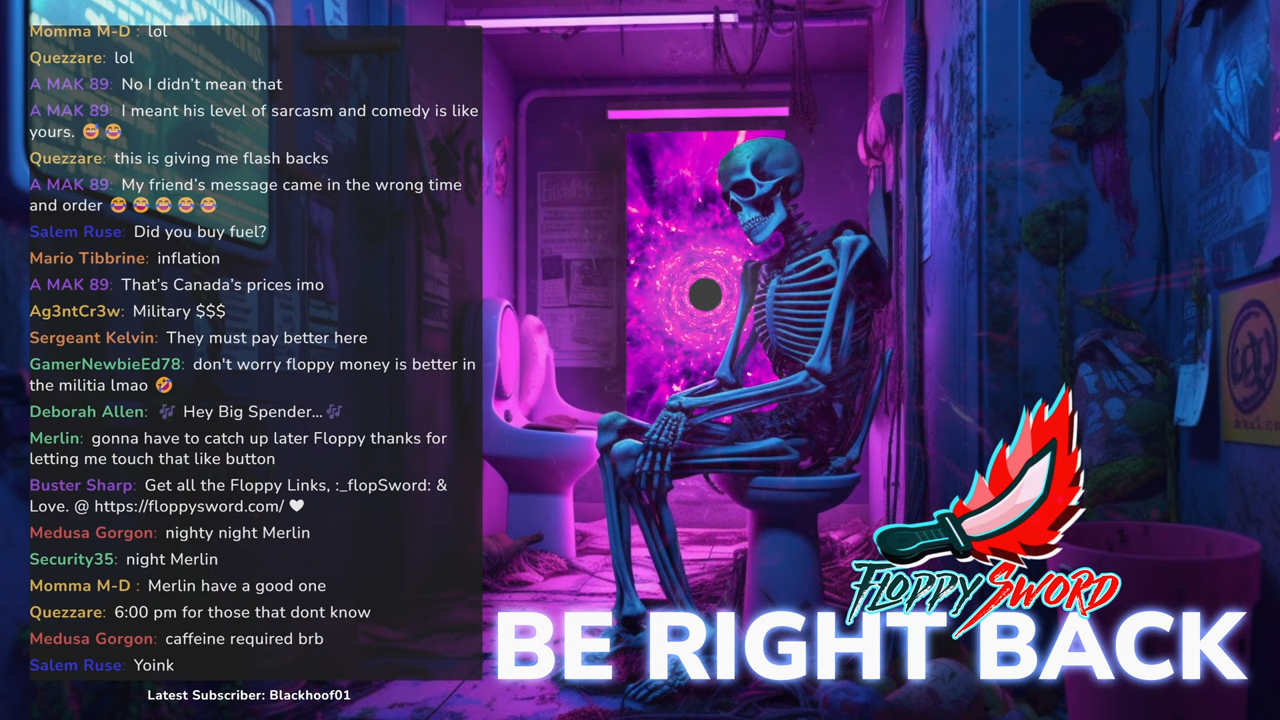 Momma M-D : lol
Quezzare: lol
A MAK 89: No I didn't mean that
A MAK 89: I meant his level of sarcasm and comedy is like
yours. 😅 😂
Quezzare: this is giving me flash backs
A MAK 89: My friend's message came in the wrong time
and order 😂 😂 😂 😂 😂
Salem Ruse: Did you buy fuel?
Mario Tibbrine: inflation
A MAK 89: That's Canada's prices imo
Ag3ntCr3w: Military $$$
Sergeant Kelvin: They must pay better here
GamerNewbieEd78: don't worry floppy money is better in
the militia lmao 🤣
Deborah Allen: 🎶 Hey Big Spender...🎶
Merlin: gonna have to catch up later Floppy thanks for
letting me touch that like button
Buster Sharp: Get all the Floppy Links, :_flopSword: &
Love. @ https://floppysword.com/ 🤍
Medusa Gorgon: nighty night Merlin
Security35: night Merlin
Momma M-D : Merlin have a good one
Quezzare: 6:00 pm for those that dont know
Medusa Gorgon: caffeine required brb
Salem Ruse: Yoink
Latest Subscriber: Blackhoof01
FLOPPY SWORD
BE RIGHT BACK